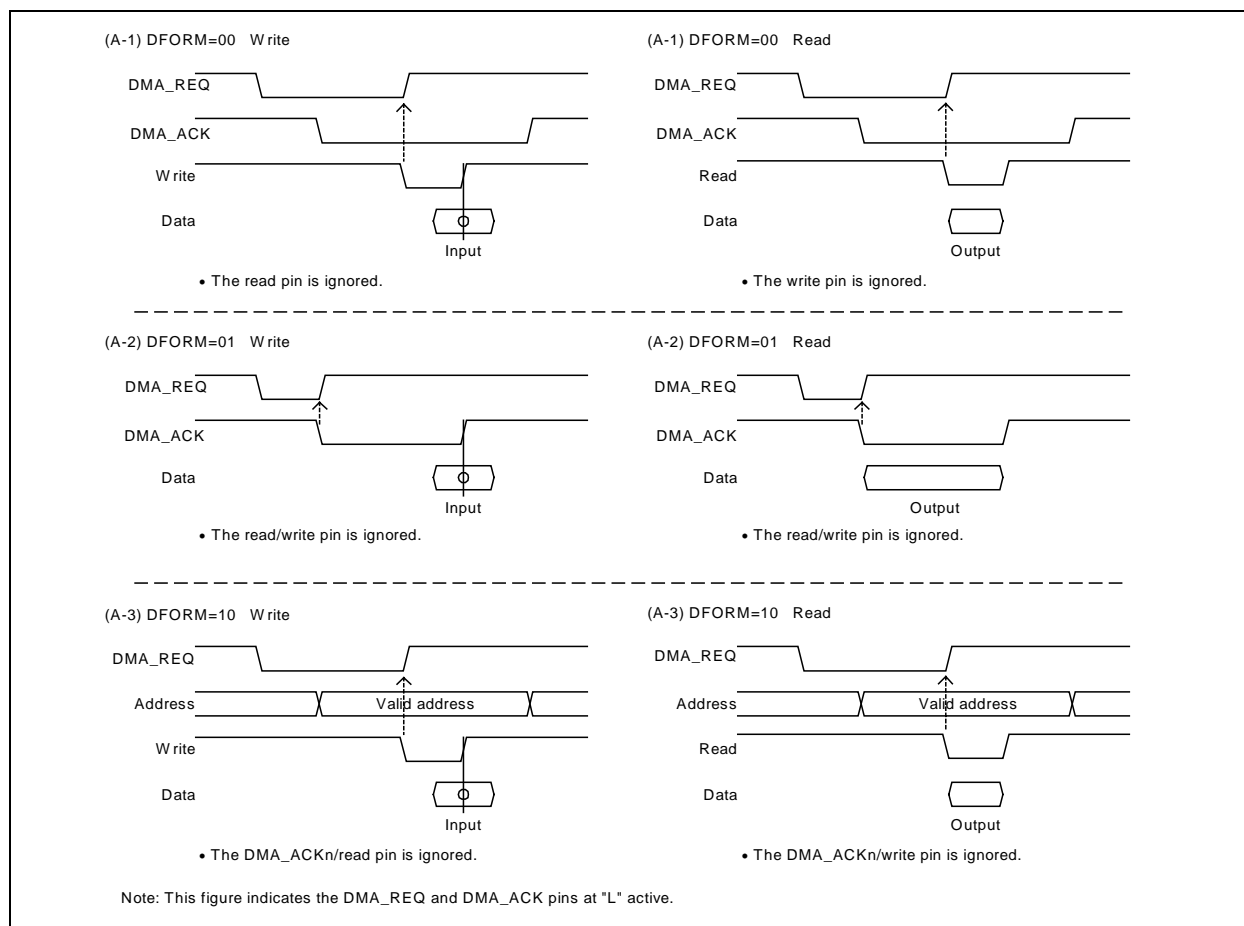 (A-1) DFORM=00 Write
DMA_REQ
DMA_ACK
Write
Data
Input
• The read pin is ignored.
(A-1) DFORM=00 Read
DMA_REQ
DMA_ACK
Read
Data
Output
• The write pin is ignored.
(A-2) DFORM=01 Write
DMA_REQ
DMA_ACK
Data
Input
• The read/write pin is ignored.
(A-2) DFORM=01 Read
DMA_REQ
DMA_ACK
Data
Output
• The read/write pin is ignored.
(A-3) DFORM=10 Write
DMA_REQ
Address
Valid address
Write
Data
Input
• The DMA_ACKn/read pin is ignored.
(A-3) DFORM=10 Read
DMA_REQ
Address
Valid address
Read
Data
Output
• The DMA_ACKn/write pin is ignored.
Note: This figure indicates the DMA_REQ and DMA_ACK pins at "L" active.